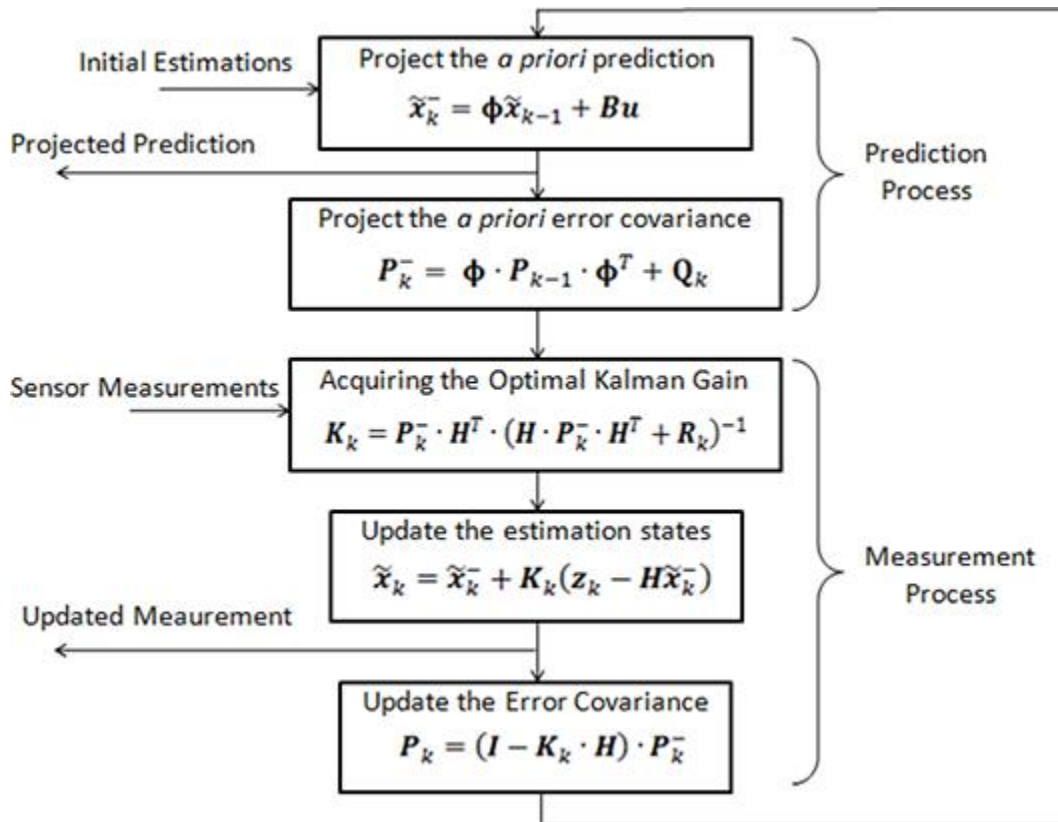 Project the a priori prediction
Initial Estimations
x̃ₖ⁻ = ϕx̃ₖ₋₁ + Bu
Projected Prediction
Prediction
Process
Project the a priori error covariance
Pₖ⁻ = ϕ · Pₖ₋₁ · ϕᵀ + Qₖ
Acquiring the Optimal Kalman Gain
Sensor Measurements
Kₖ = Pₖ⁻ · Hᵀ · (H · Pₖ⁻ · Hᵀ + Rₖ)⁻¹
Update the estimation states
x̃ₖ = x̃ₖ⁻ + Kₖ(zₖ − Hx̃ₖ⁻)
Measurement
Process
Updated Meaurement
Update the Error Covariance
Pₖ = (I − Kₖ · H) · Pₖ⁻